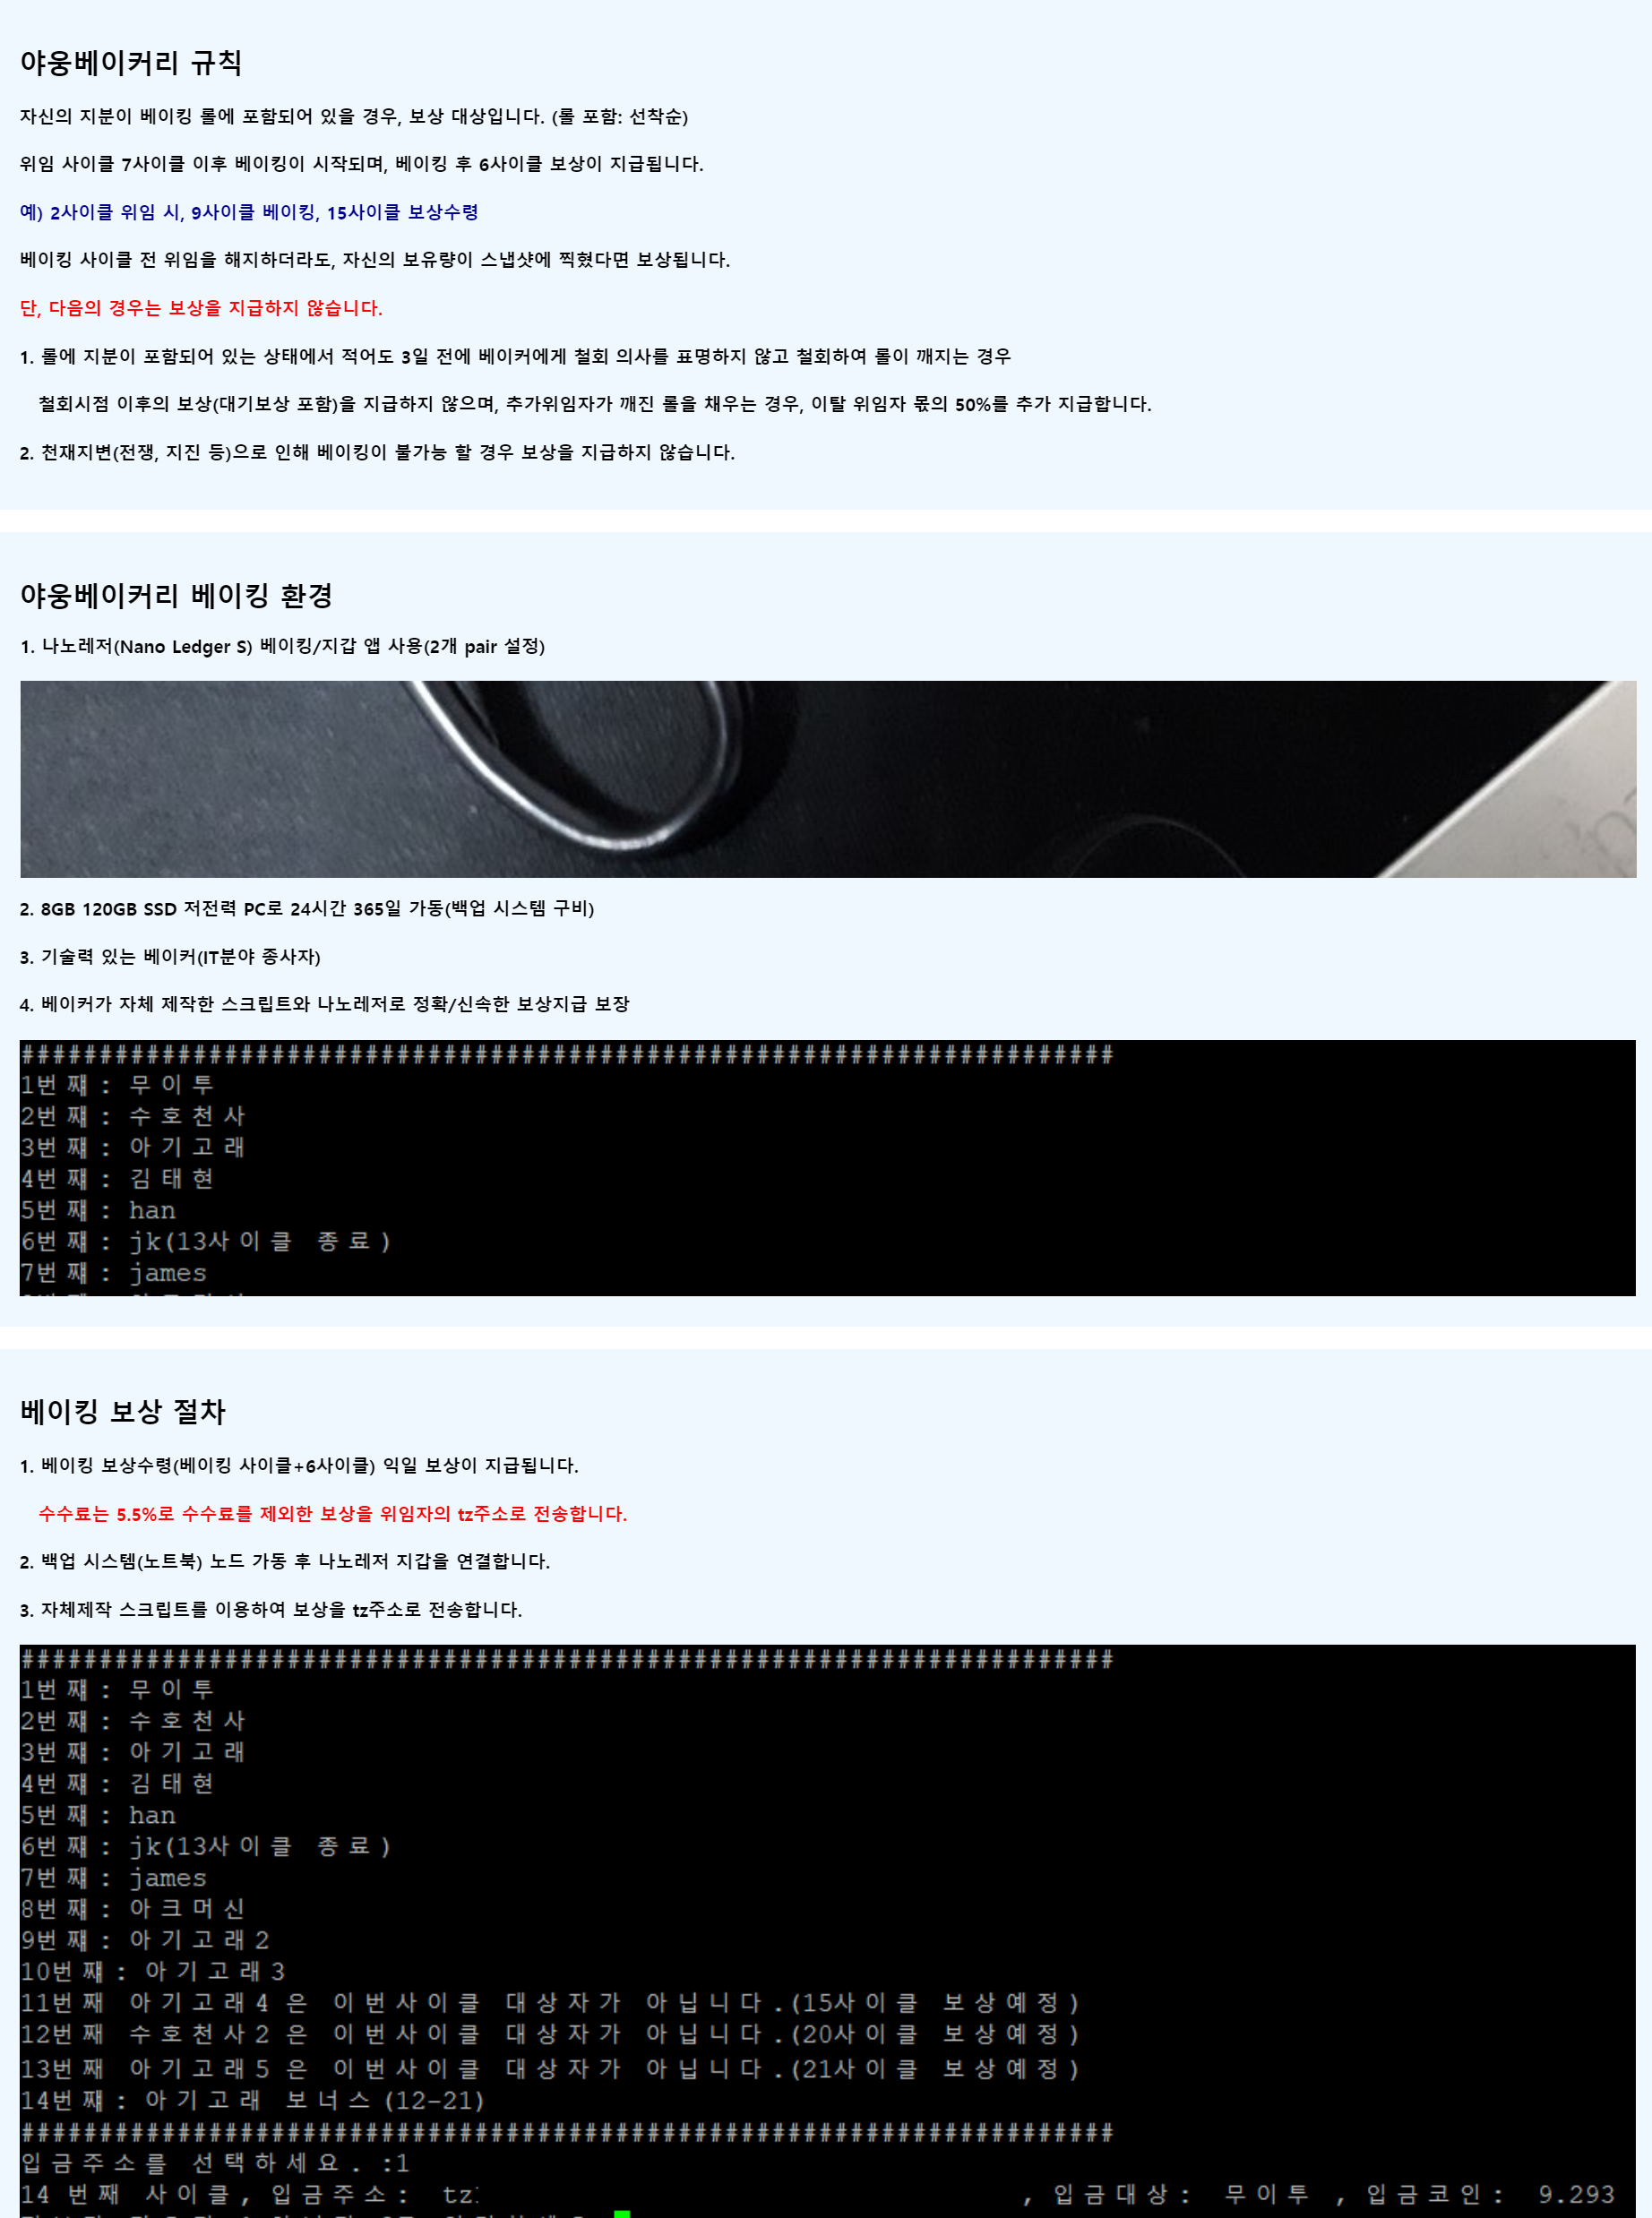 야웅베이커리 규칙
자신의 지분이 베이킹 롤에 포함되어 있을 경우, 보상 대상입니다. (롤 포함: 선착순)
위임 사이클 7사이클 이후 베이킹이 시작되며, 베이킹 후 6사이클 보상이 지급됩니다.
예) 2사이클 위임 시, 9사이클 베이킹, 15사이클 보상수령
베이킹 사이클 전 위임을 해지하더라도, 자신의 보유량이 스냅샷에 찍혔다면 보상됩니다.
단, 다음의 경우는 보상을 지급하지 않습니다.
1. 롤에 지분이 포함되어 있는 상태에서 적어도 3일 전에 베이커에게 철회 의사를 표명하지 않고 철회하여 롤이 깨지는 경우
철회시점 이후의 보상(대기보상 포함)을 지급하지 않으며, 추가위임자가 깨진 롤을 채우는 경우, 이탈 위임자 몫의 50%를 추가 지급합니다.
2. 천재지변(전쟁, 지진 등)으로 인해 베이킹이 불가능 할 경우 보상을 지급하지 않습니다.
야웅베이커리 베이킹 환경
1. 나노레저(Nano Ledger S) 베이킹/지갑 앱 사용(2개 pair 설정)
2. 8GB 120GB SSD 저전력 PC로 24시간 365일 가동(백업 시스템 구비)
3. 기술력 있는 베이커(IT분야 종사자)
4. 베이커가 자체 제작한 스크립트와 나노레저로 정확/신속한 보상지급 보장
######################################################################
1번째: 무이투
2번째: 수호천사
3번째: 아기고래
4번째: 김태현
5번째: han
6번째: jk(13사이클 종료)
7번째: james
베이킹 보상 절차
1. 베이킹 보상수령(베이킹 사이클+6사이클) 익일 보상이 지급됩니다.
수수료는 5.5%로 수수료를 제외한 보상을 위임자의 tz주소로 전송합니다.
2. 백업 시스템(노트북) 노드 가동 후 나노레저 지갑을 연결합니다.
3. 자체제작 스크립트를 이용하여 보상을 tz주소로 전송합니다.
######################################################################
1번째: 무이투
2번째: 수호천사
3번째: 아기고래
4번째: 김태현
5번째: han
6번째: jk(13사이클 종료)
7번째: james
8번째: 아크머신
9번째: 아기고래2
10번째: 아기고래3
11번째 아기고래4 은 이번사이클 대상자가 아닙니다.(15사이클 보상예정)
12번째 수호천사2 은 이번사이클 대상자가 아닙니다.(20사이클 보상예정)
13번째 아기고래5 은 이번사이클 대상자가 아닙니다.(21사이클 보상예정)
14번째: 아기고래 보너스(12-21)
######################################################################
입금주소를 선택하세요. :1
14 번째 사이클, 입금주소: tz , 입금대상: 무이투 , 입금코인: 9.293